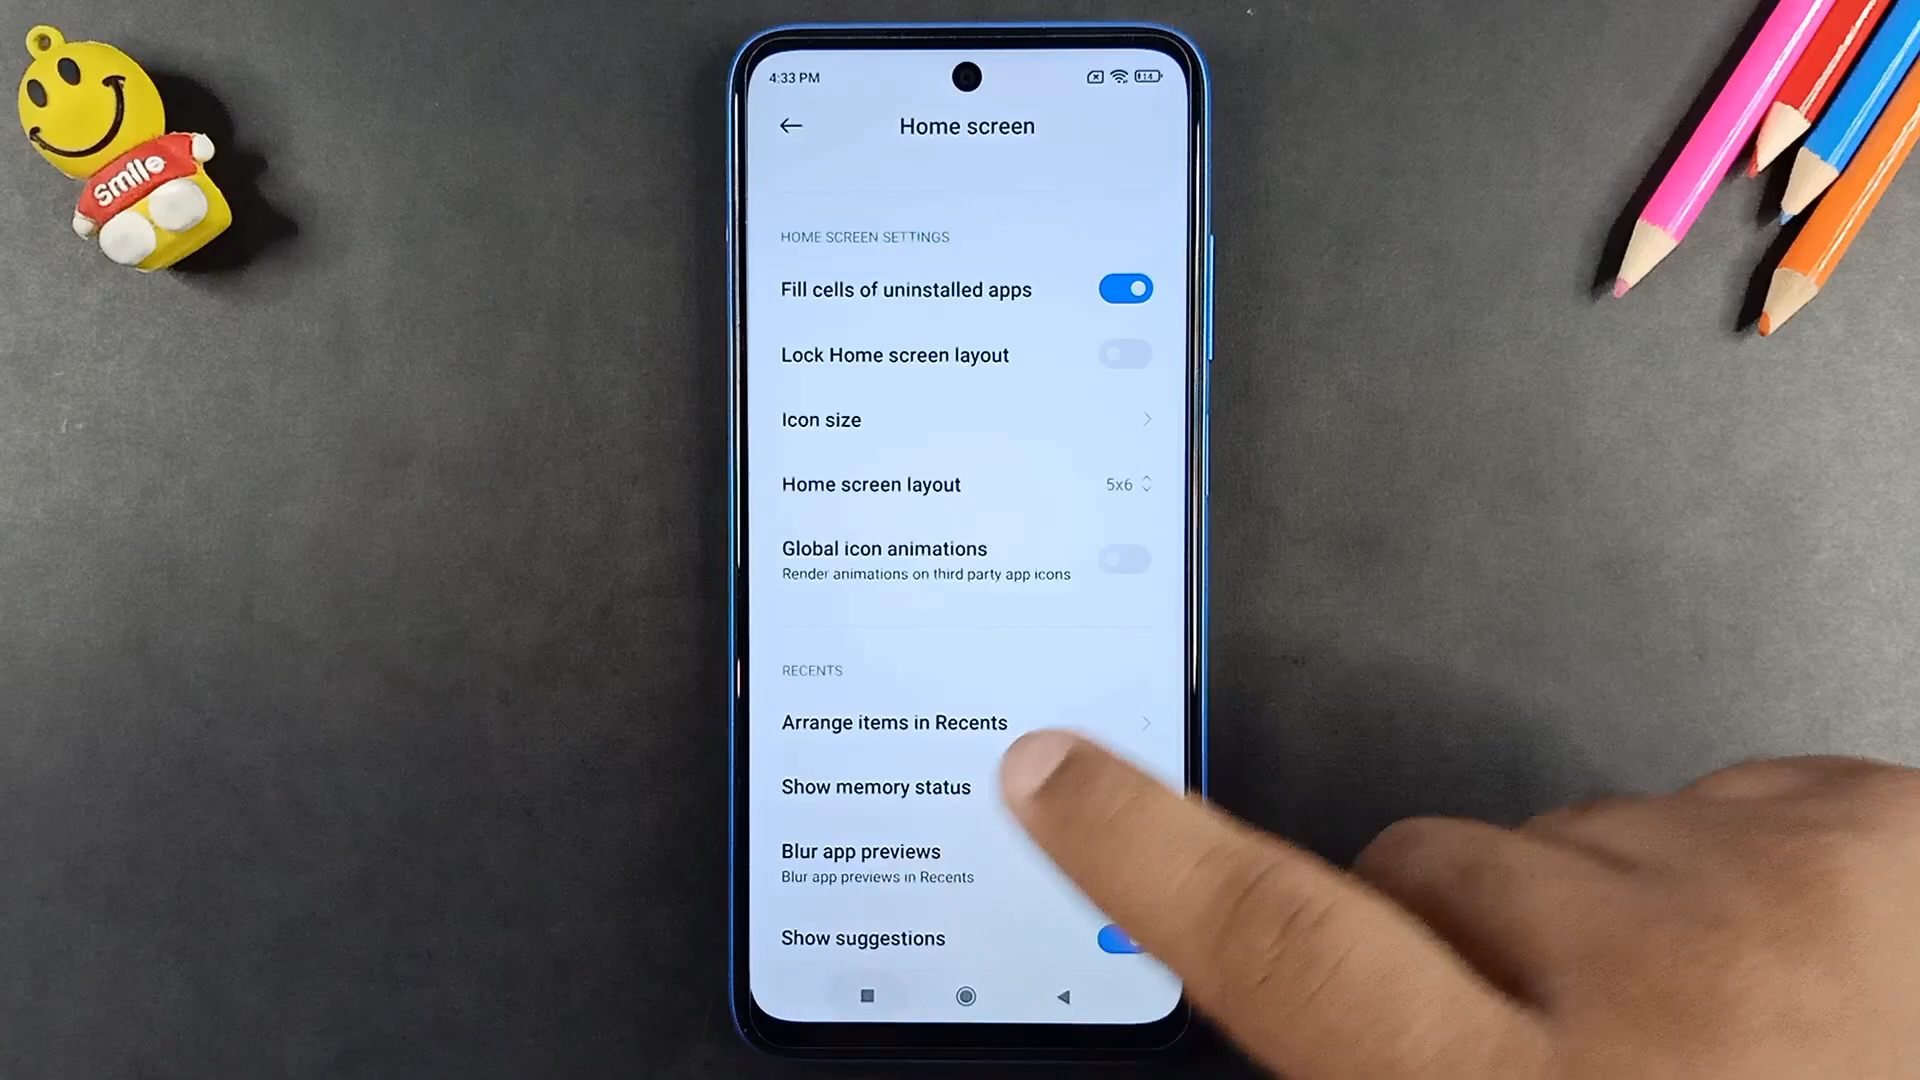 4:33 PM
14
Home screen
HOME SCREEN SETTINGS
Fill cells of uninstalled apps
Lock Home screen layout
Icon size
Home screen layout 5x6
Global icon animations
Render animations on third party app icons
RECENTS
Arrange items in Recents
Show memory status
Blur app previews
Blur app previews in Recents
Show suggestions
smile